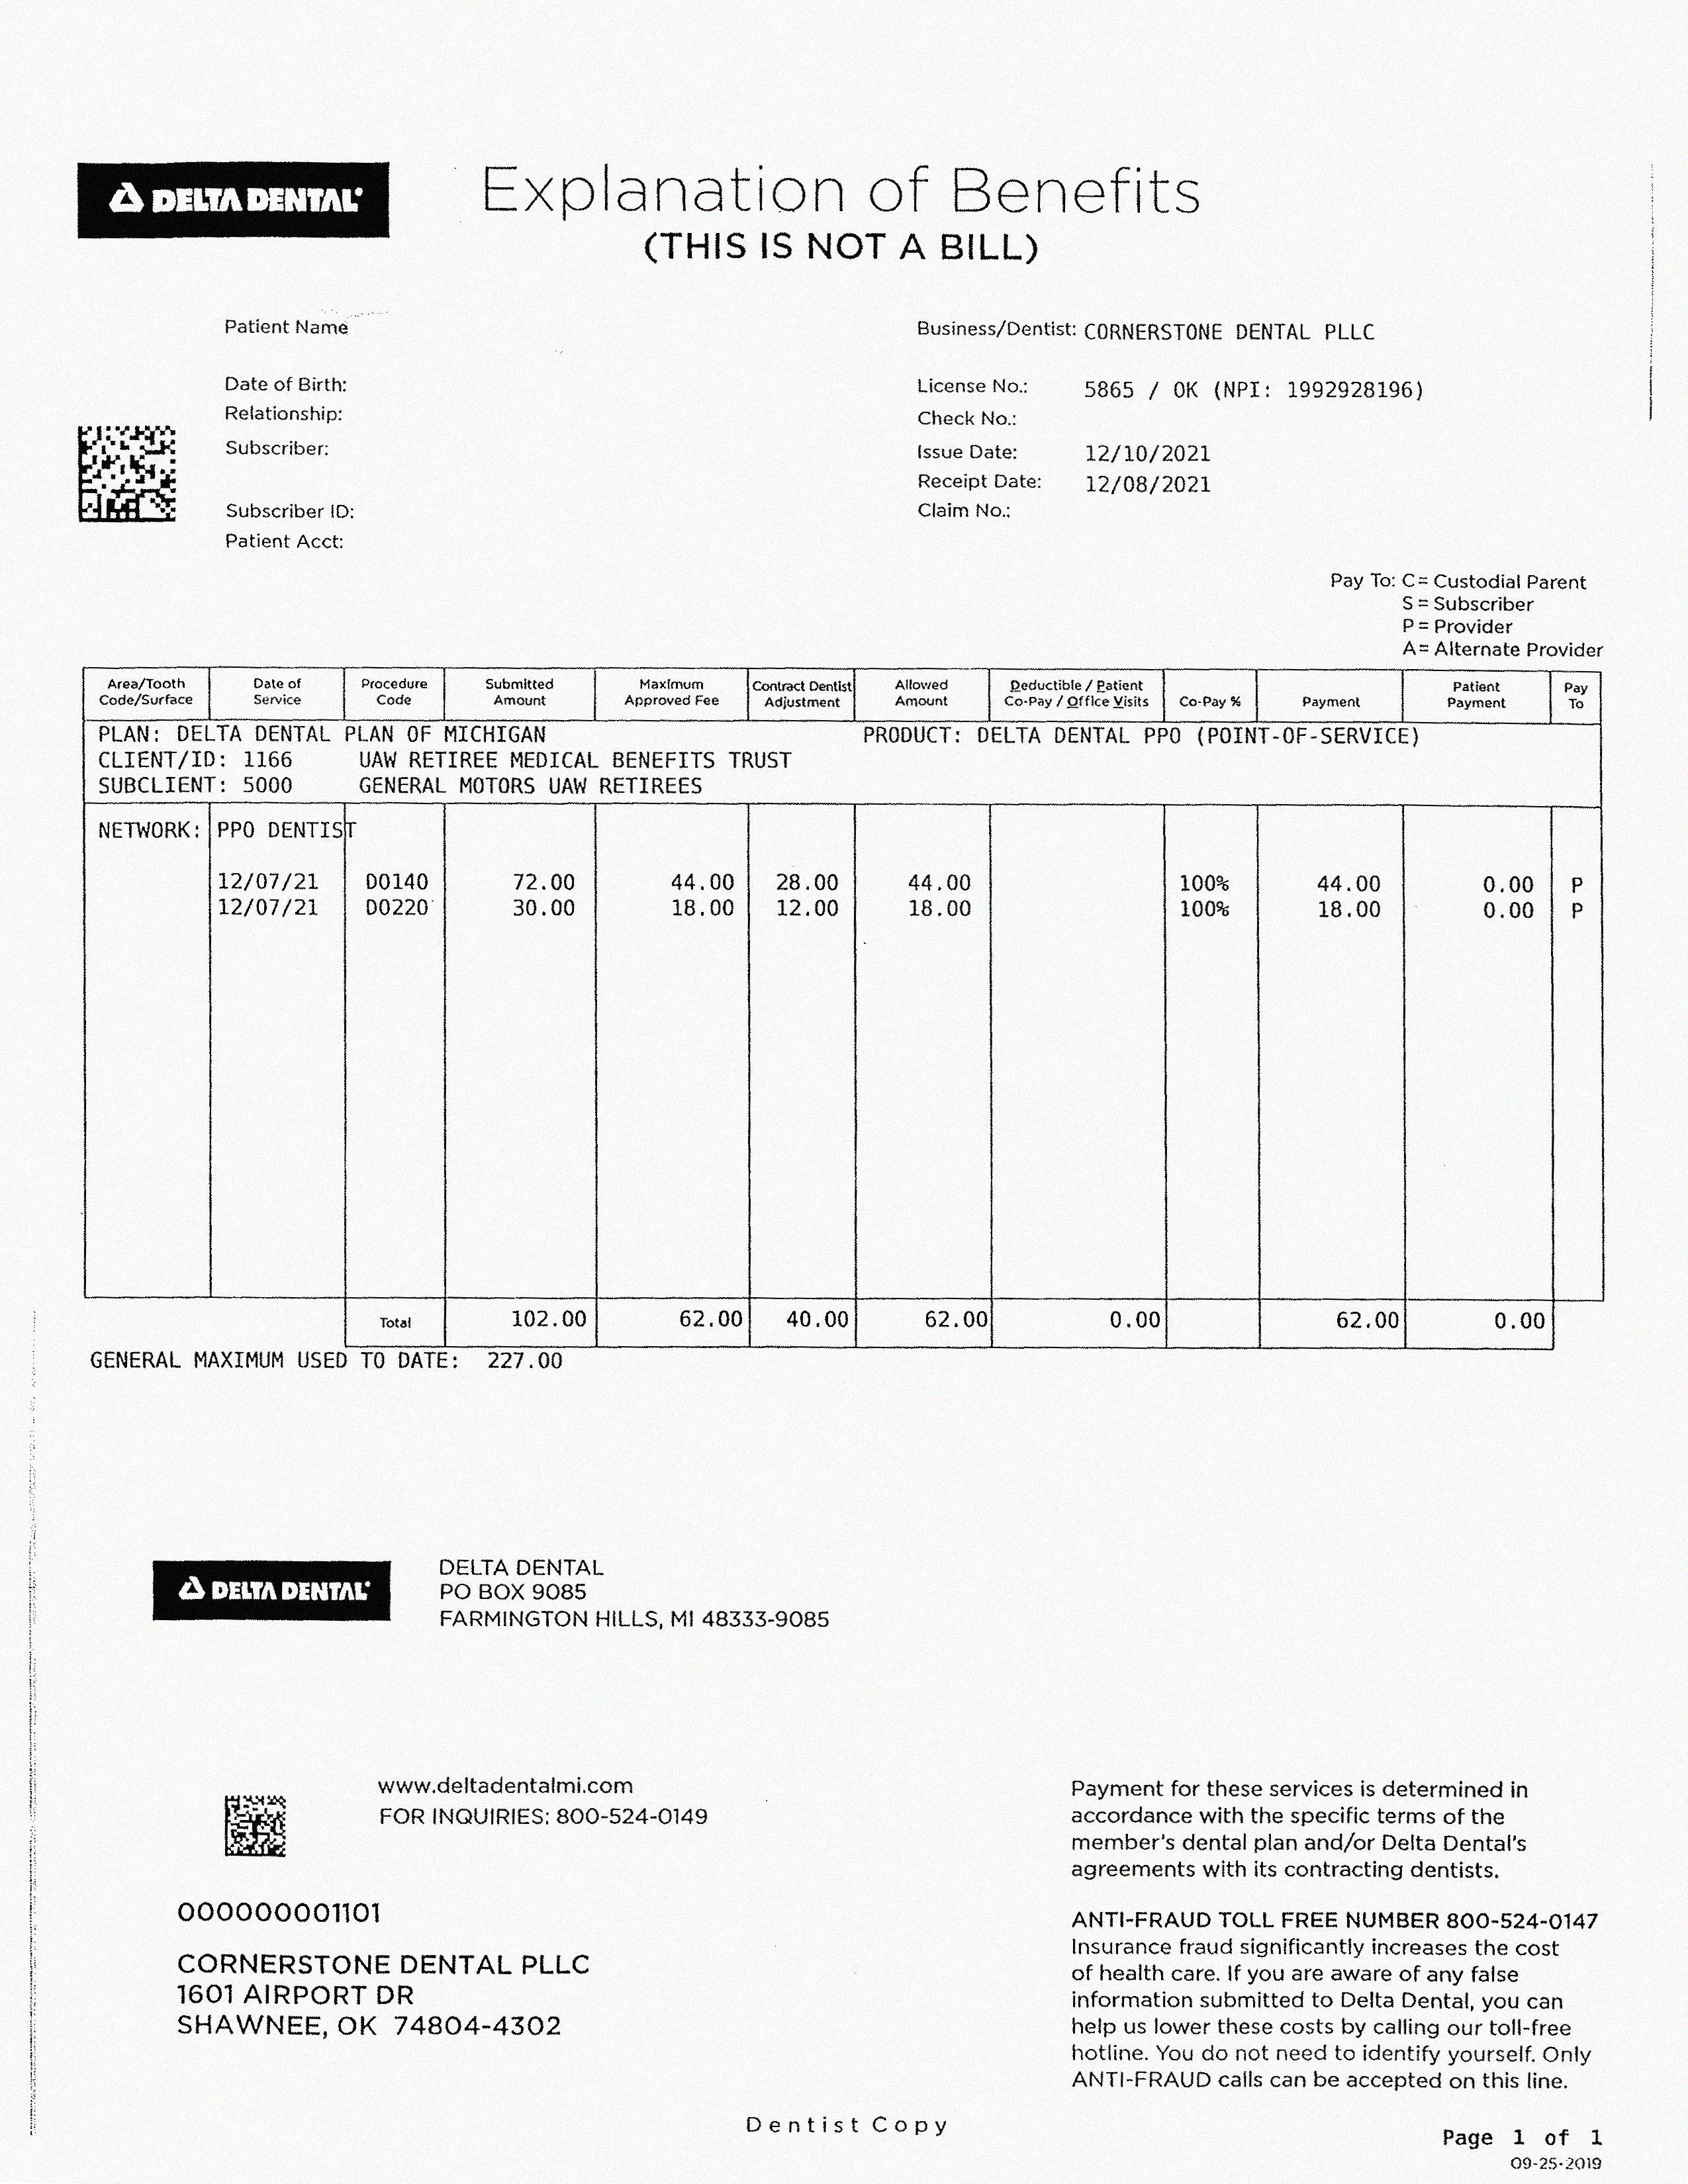 DELTA DENTAL
Explanation of Benefits
(THIS IS NOT A BILL)
Patient Name
Date of Birth:
Relationship:
Subscriber:
Subscriber ID:
Patient Acct:
Business/Dentist: CORNERSTONE DENTAL PLLC
License No.: 5865 / OK (NPI: 1992928196)
Check No.:
Issue Date: 12/10/2021
Receipt Date: 12/08/2021
Claim No.:
Pay To: C= Custodial Parent
S = Subscriber
P = Provider
A= Alternate Provider
Area/Tooth Code/Surface Date of Service Procedure Code Submitted Amount Maximum Approved Fee Contract Dentist Adjustment Allowed Amount Deductible / Patient Co-Pay / Office Visits Co-Pay % Payment Patient Payment Pay To
PLAN: DELTA DENTAL PLAN OF MICHIGAN PRODUCT: DELTA DENTAL PPO (POINT-OF-SERVICE)
CLIENT/ID: 1166 UAW RETIREE MEDICAL BENEFITS TRUST
SUBCLIENT: 5000 GENERAL MOTORS UAW RETIREES
NETWORK: PPO DENTIST
12/07/21 D0140 72.00 44.00 28.00 44.00 100% 44.00 0.00 P
12/07/21 D0220 30.00 18.00 12.00 18.00 100% 18.00 0.00 P
Total 102.00 62.00 40.00 62.00 0.00 62.00 0.00
GENERAL MAXIMUM USED TO DATE: 227.00
DELTA DENTAL
DELTA DENTAL
PO BOX 9085
FARMINGTON HILLS, MI 48333-9085
www.deltadentalmi.com
FOR INQUIRIES: 800-524-0149
000000001101
CORNERSTONE DENTAL PLLC
1601 AIRPORT DR
SHAWNEE, OK 74804-4302
Payment for these services is determined in
accordance with the specific terms of the
member's dental plan and/or Delta Dental's
agreements with its contracting dentists.
ANTI-FRAUD TOLL FREE NUMBER 800-524-0147
Insurance fraud significantly increases the cost
of health care. If you are aware of any false
information submitted to Delta Dental, you can
help us lower these costs by calling our toll-free
hotline. You do not need to identify yourself. Only
ANTI-FRAUD calls can be accepted on this line.
Dentist Copy
Page 1 of 1
09-25-2019